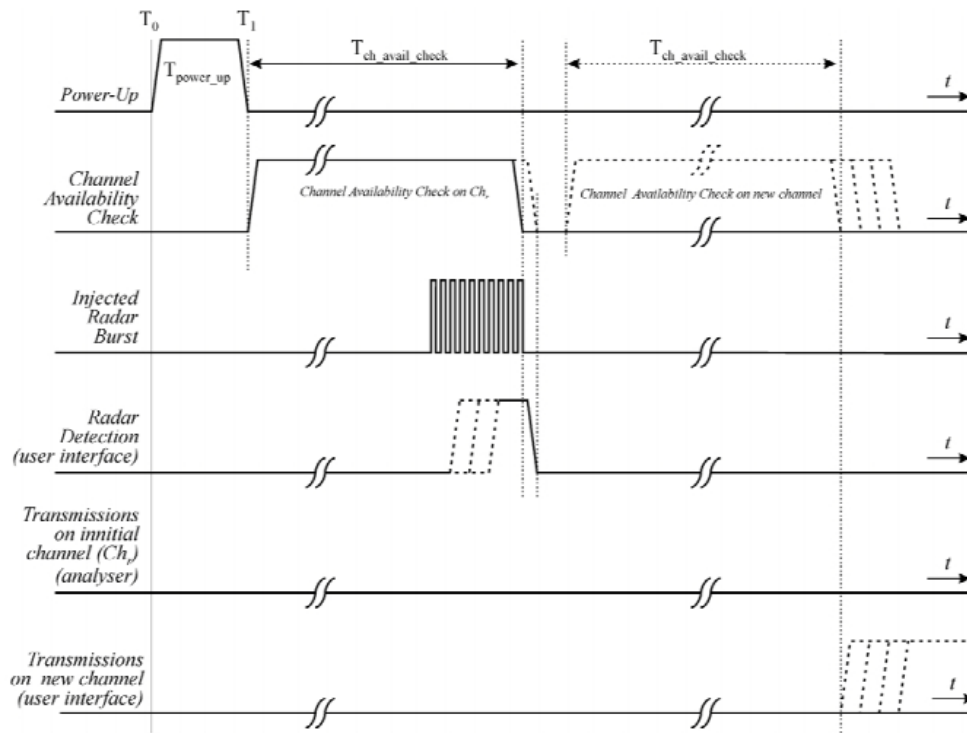 T0 T1
Tch_avail_check Tch_avail_check
Tpower_up
Power-Up
t
Channel
Availability
Check
Channel Availability Check on Chr
Channel Availability Check on new channel
t
Injected
Radar
Burst
t
Radar
Detection
(user interface)
t
Transmissions
on innitial
channel (Chr)
(analyser)
t
Transmissions
on new channel
(user interface)
t